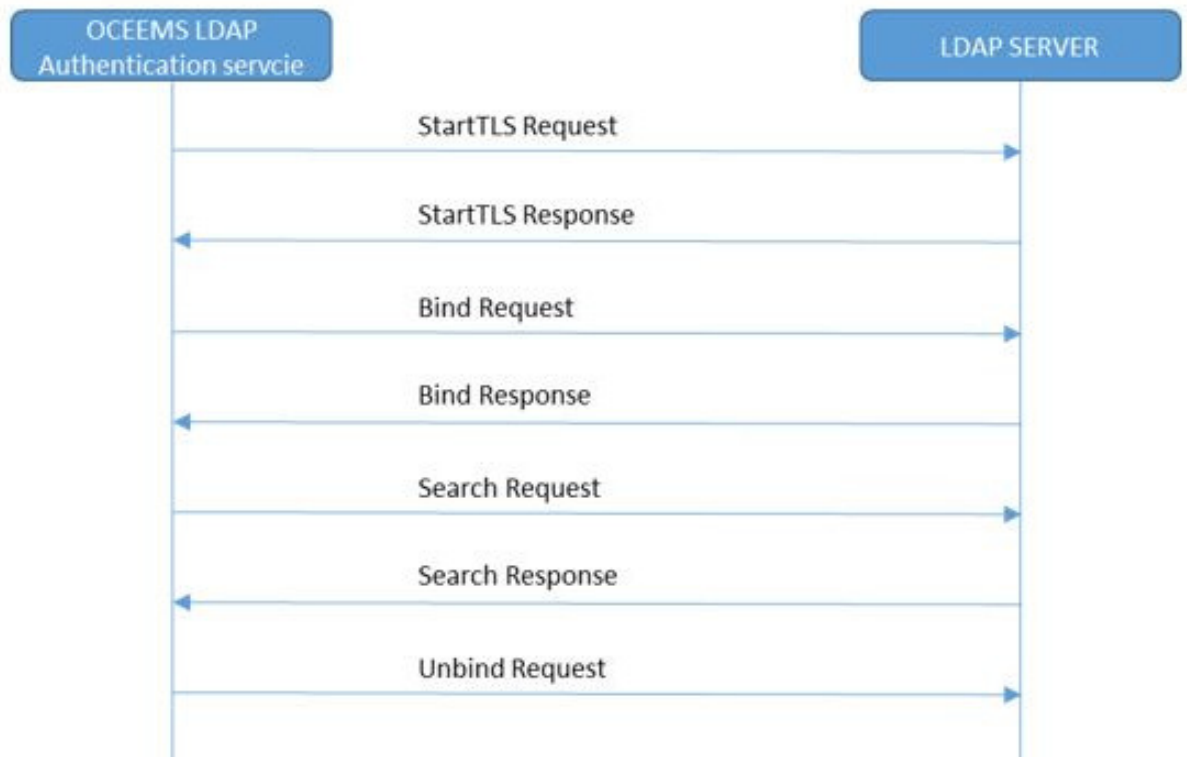 OCEEMS LDAP
Authentication servcie
LDAP SERVER
StartTLS Request
StartTLS Response
Bind Request
Bind Response
Search Request
Search Response
Unbind Request